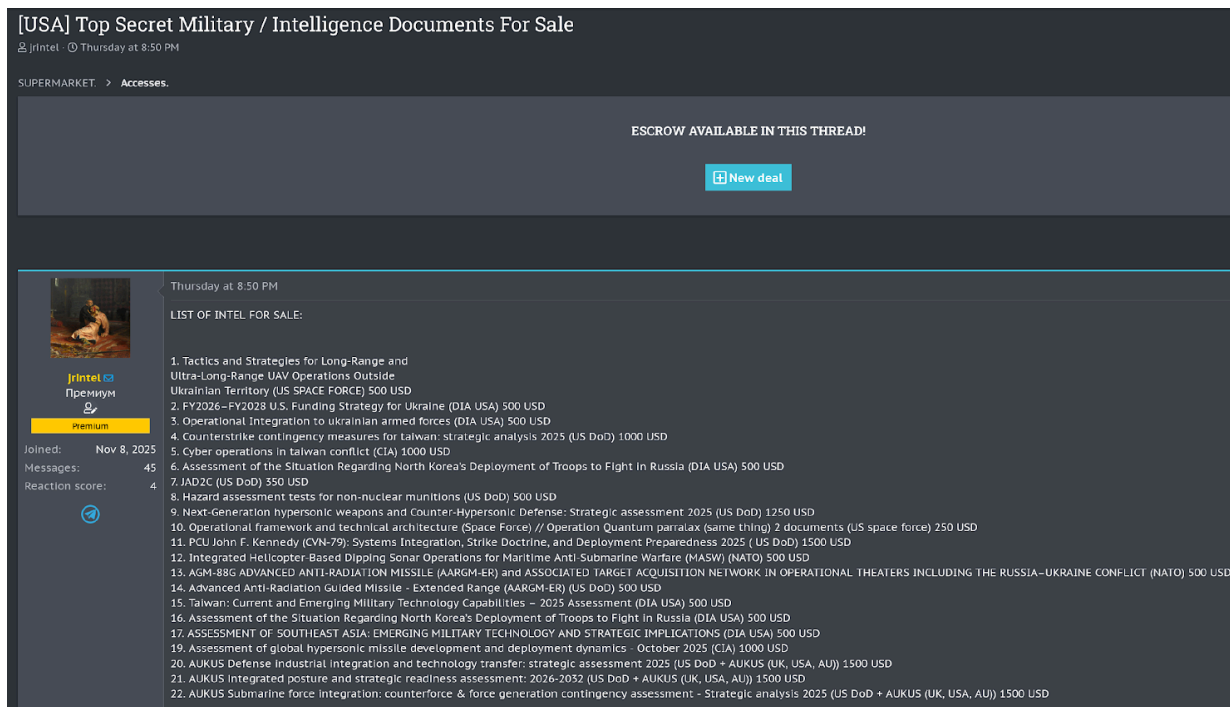 [USA] Top Secret Military / Intelligence Documents For Sale
jrintel · Thursday at 8:50 PM
SUPERMARKET. > Accesses.
ESCROW AVAILABLE IN THIS THREAD!
New deal
Thursday at 8:50 PM
jrintel
Премиум
Premium
Joined: Nov 8, 2025
Messages: 45
Reaction score: 4
LIST OF INTEL FOR SALE:
1. Tactics and Strategies for Long-Range and
Ultra-Long-Range UAV Operations Outside
Ukrainian Territory (US SPACE FORCE) 500 USD
2. FY2026–FY2028 U.S. Funding Strategy for Ukraine (DIA USA) 500 USD
3. Operational Integration to ukrainian armed forces (DIA USA) 500 USD
4. Counterstrike contingency measures for taiwan: strategic analysis 2025 (US DoD) 1000 USD
5. Cyber operations in taiwan conflict (CIA) 1000 USD
6. Assessment of the Situation Regarding North Korea's Deployment of Troops to Fight in Russia (DIA USA) 500 USD
7. JAD2C (US DoD) 350 USD
8. Hazard assessment tests for non-nuclear munitions (US DoD) 500 USD
9. Next-Generation hypersonic weapons and Counter-Hypersonic Defense: Strategic assessment 2025 (US DoD) 1250 USD
10. Operational framework and technical architecture (Space Force) // Operation Quantum parralax (same thing) 2 documents (US space force) 250 USD
11. PCU John F. Kennedy (CVN-79): Systems Integration, Strike Doctrine, and Deployment Preparedness 2025 ( US DoD) 1500 USD
12. Integrated Helicopter-Based Dipping Sonar Operations for Maritime Anti-Submarine Warfare (MASW) (NATO) 500 USD
13. AGM-88G ADVANCED ANTI-RADIATION MISSILE (AARGM-ER) and ASSOCIATED TARGET ACQUISITION NETWORK IN OPERATIONAL THEATERS INCLUDING THE RUSSIA–UKRAINE CONFLICT (NATO) 500 USD
14. Advanced Anti-Radiation Guided Missile - Extended Range (AARGM-ER) (US DoD) 500 USD
15. Taiwan: Current and Emerging Military Technology Capabilities – 2025 Assessment (DIA USA) 500 USD
16. Assessment of the Situation Regarding North Korea's Deployment of Troops to Fight in Russia (DIA USA) 500 USD
17. ASSESSMENT OF SOUTHEAST ASIA: EMERGING MILITARY TECHNOLOGY AND STRATEGIC IMPLICATIONS (DIA USA) 500 USD
19. Assessment of global hypersonic missile development and deployment dynamics - October 2025 (CIA) 1000 USD
20. AUKUS Defense industrial integration and technology transfer: strategic assessment 2025 (US DoD + AUKUS (UK, USA, AU)) 1500 USD
21. AUKUS Integrated posture and strategic readiness assessment: 2026-2032 (US DoD + AUKUS (UK, USA, AU)) 1500 USD
22. AUKUS Submarine force integration: counterforce & force generation contingency assessment - Strategic analysis 2025 (US DoD + AUKUS (UK, USA, AU)) 1500 USD